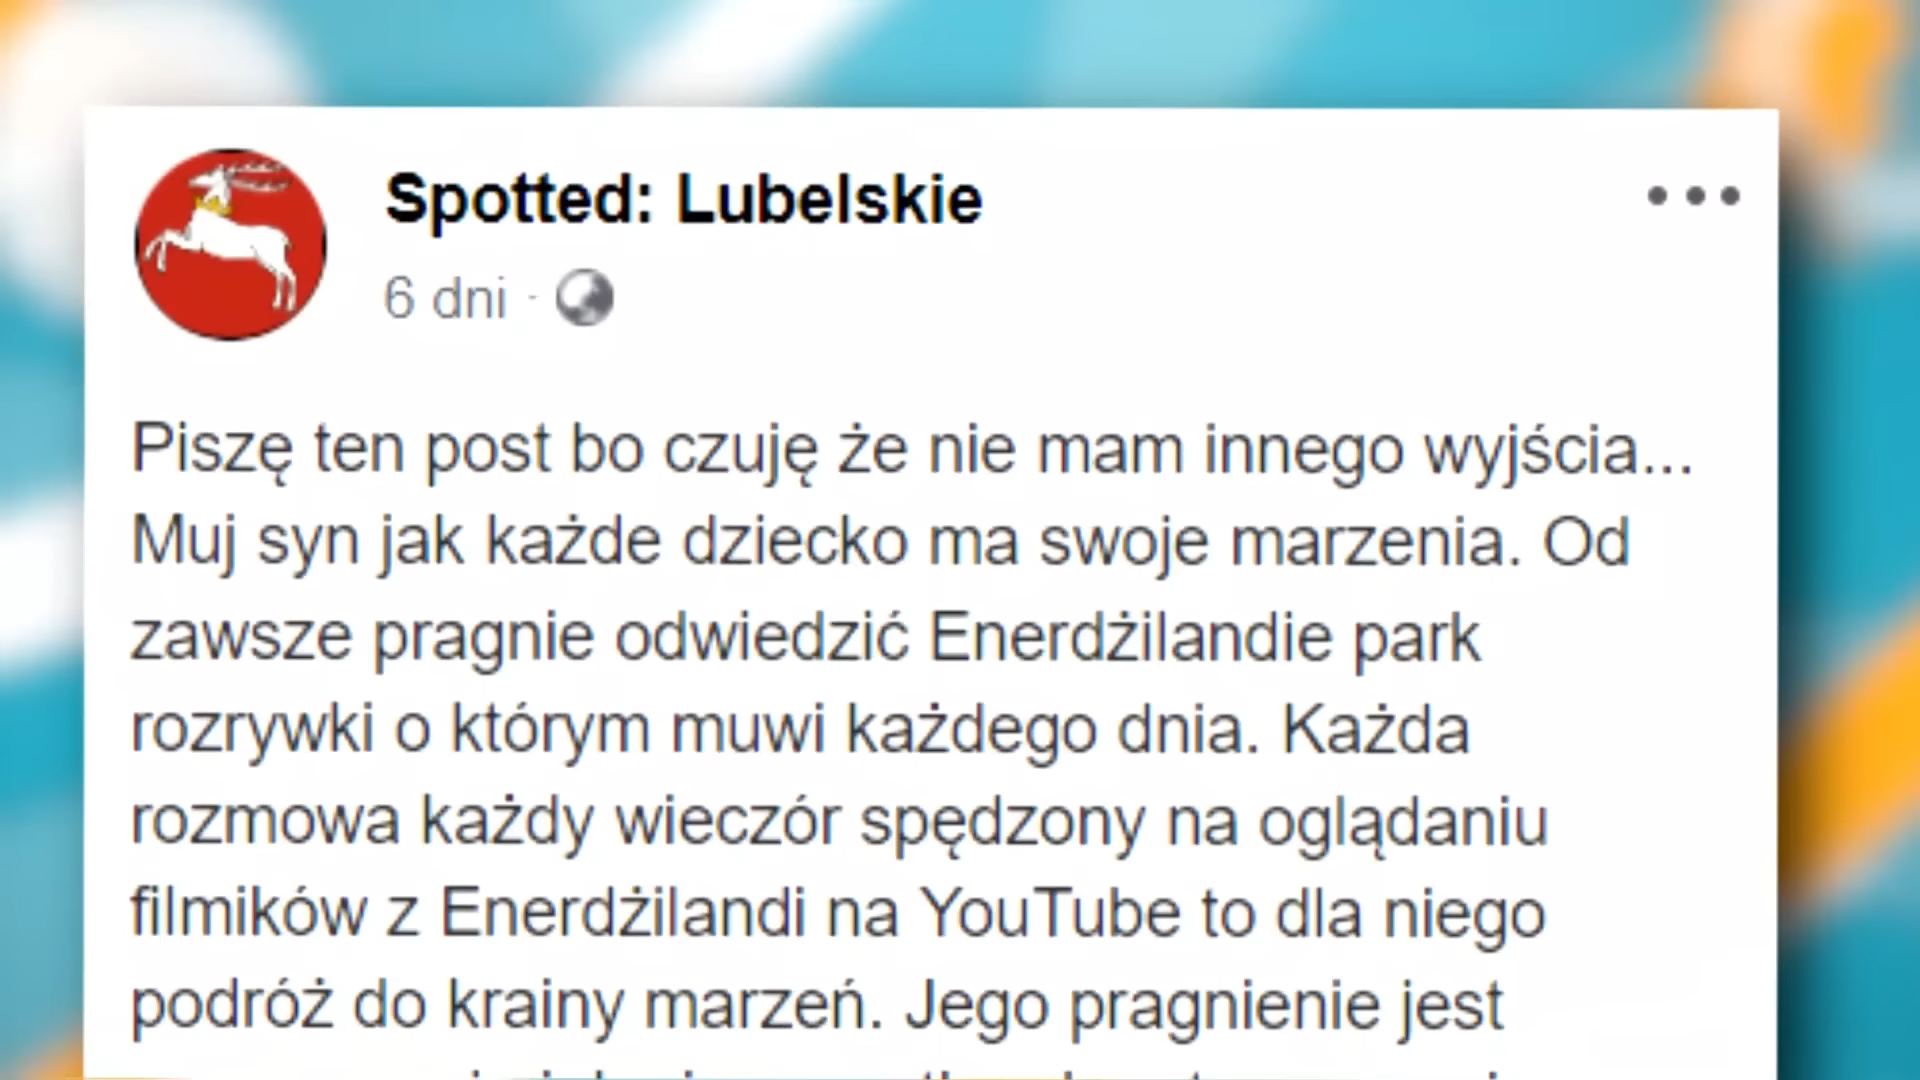 Spotted: Lubelskie
6 dni ·
Piszę ten post bo czuję że nie mam innego wyjścia...
Muj syn jak każde dziecko ma swoje marzenia. Od
zawsze pragnie odwiedzić Enerdżilandie park
rozrywki o którym muwi każdego dnia. Każda
rozmowa każdy wieczór spędzony na oglądaniu
filmików z Enerdżilandi na YouTube to dla niego
podróż do krainy marzeń. Jego pragnienie jest